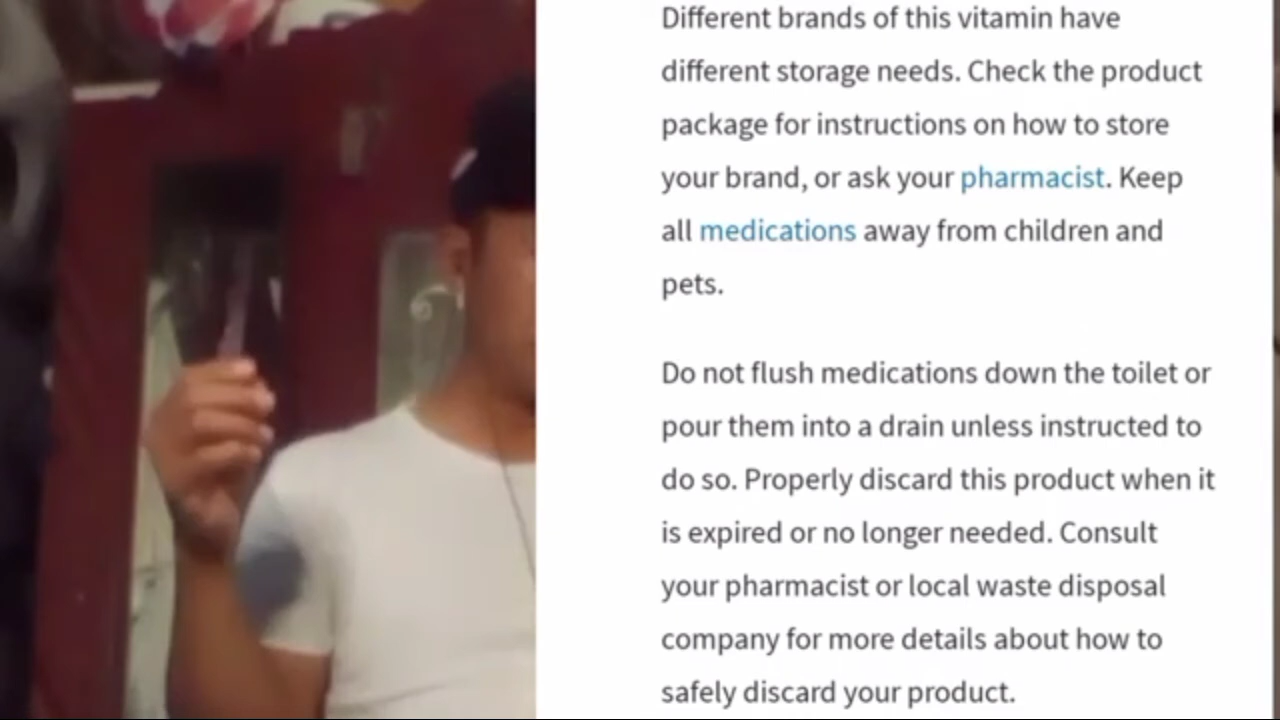 Different brands of this vitamin have
different storage needs. Check the product
package for instructions on how to store
your brand, or ask your pharmacist. Keep
all medications away from children and
pets.
Do not flush medications down the toilet or
pour them into a drain unless instructed to
do so. Properly discard this product when it
is expired or no longer needed. Consult
your pharmacist or local waste disposal
company for more details about how to
safely discard your product.